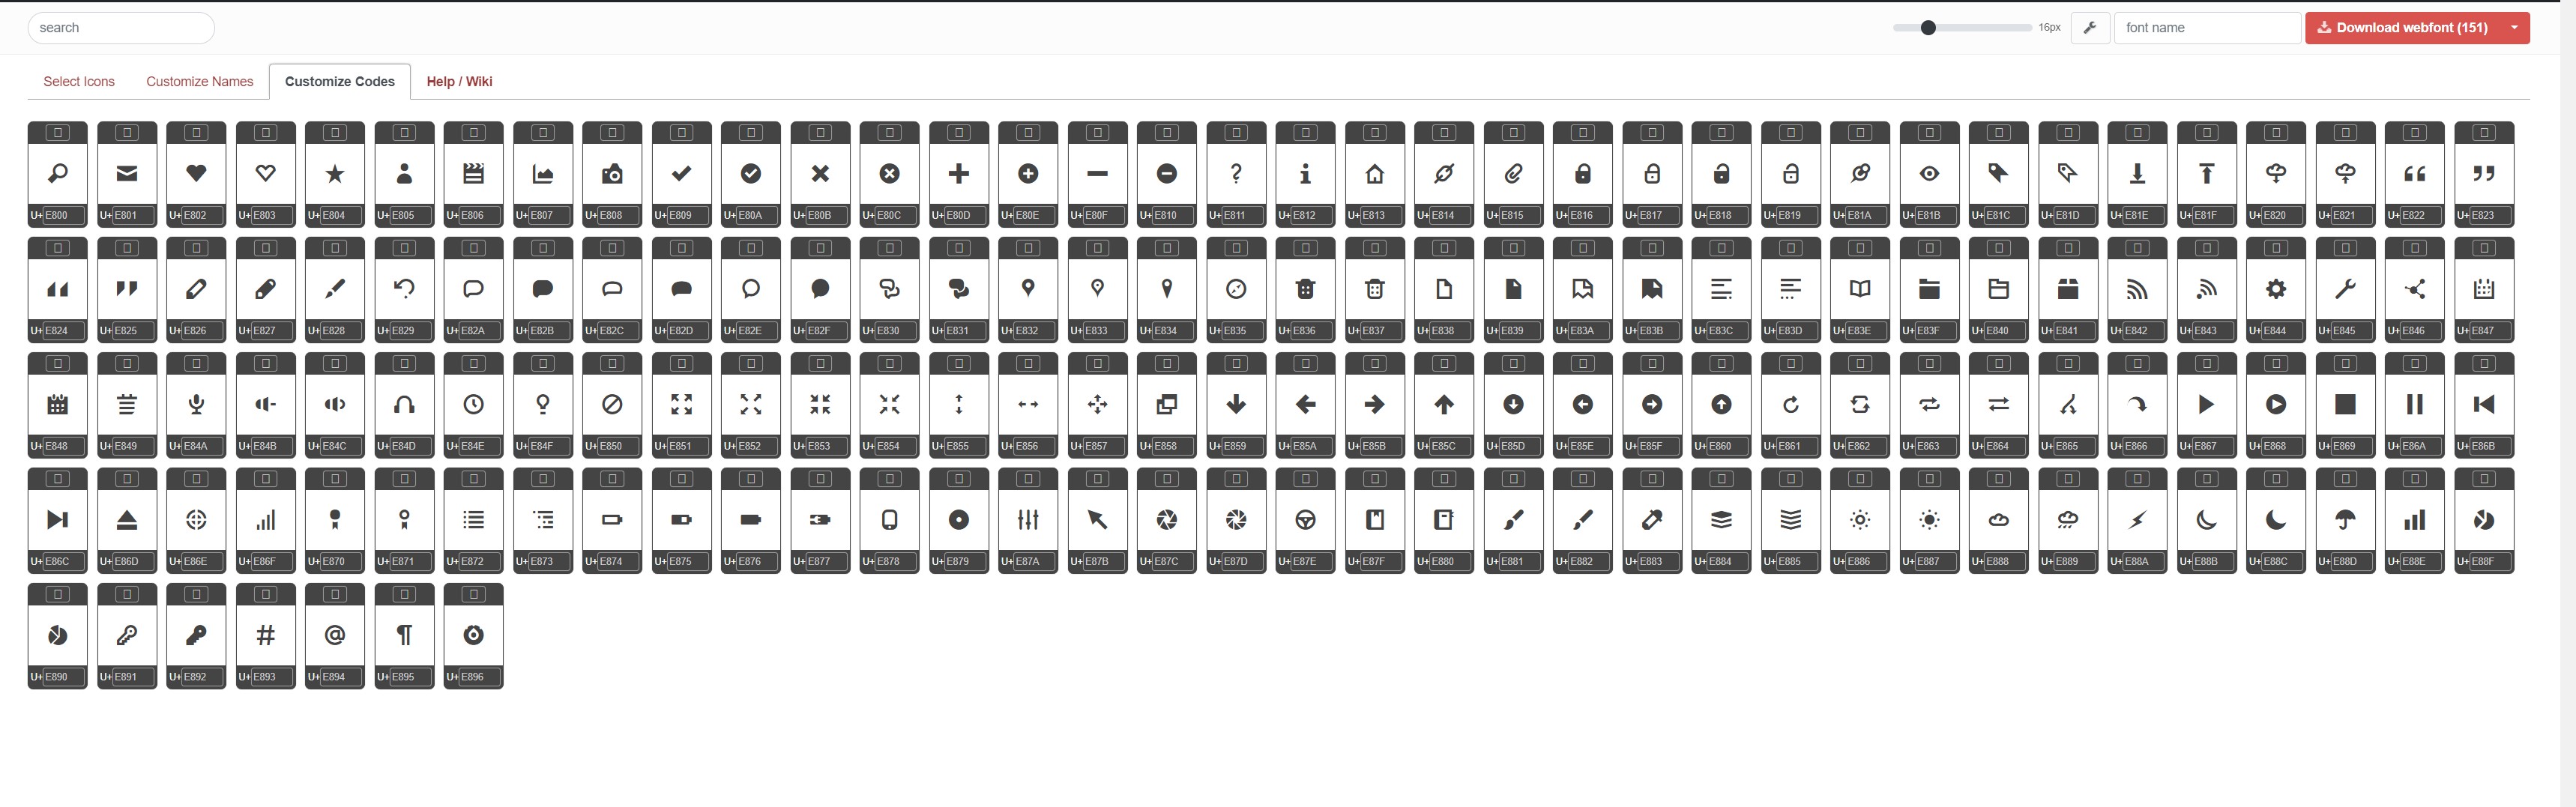 search 16px font name Download webfont (151)
Select Icons Customize Names Customize Codes Help / Wiki
U+ E800 U+ E801 U+ E802 U+ E803 U+ E804 U+ E805 U+ E806 U+ E807 U+ E808 U+ E809 U+ E80A U+ E80B U+ E80C U+ E80D U+ E80E U+ E80F U+ E810 U+ E811 U+ E812 U+ E813 U+ E814 U+ E815 U+ E816 U+ E817 U+ E818 U+ E819 U+ E81A U+ E81B U+ E81C U+ E81D U+ E81E U+ E81F U+ E820 U+ E821 U+ E822 U+ E823
U+ E824 U+ E825 U+ E826 U+ E827 U+ E828 U+ E829 U+ E82A U+ E82B U+ E82C U+ E82D U+ E82E U+ E82F U+ E830 U+ E831 U+ E832 U+ E833 U+ E834 U+ E835 U+ E836 U+ E837 U+ E838 U+ E839 U+ E83A U+ E83B U+ E83C U+ E83D U+ E83E U+ E83F U+ E840 U+ E841 U+ E842 U+ E843 U+ E844 U+ E845 U+ E846 U+ E847
U+ E848 U+ E849 U+ E84A U+ E84B U+ E84C U+ E84D U+ E84E U+ E84F U+ E850 U+ E851 U+ E852 U+ E853 U+ E854 U+ E855 U+ E856 U+ E857 U+ E858 U+ E859 U+ E85A U+ E85B U+ E85C U+ E85D U+ E85E U+ E85F U+ E860 U+ E861 U+ E862 U+ E863 U+ E864 U+ E865 U+ E866 U+ E867 U+ E868 U+ E869 U+ E86A U+ E86B
U+ E86C U+ E86D U+ E86E U+ E86F U+ E870 U+ E871 U+ E872 U+ E873 U+ E874 U+ E875 U+ E876 U+ E877 U+ E878 U+ E879 U+ E87A U+ E87B U+ E87C U+ E87D U+ E87E U+ E87F U+ E880 U+ E881 U+ E882 U+ E883 U+ E884 U+ E885 U+ E886 U+ E887 U+ E888 U+ E889 U+ E88A U+ E88B U+ E88C U+ E88D U+ E88E U+ E88F
U+ E890 U+ E891 U+ E892 U+ E893 U+ E894 U+ E895 U+ E896